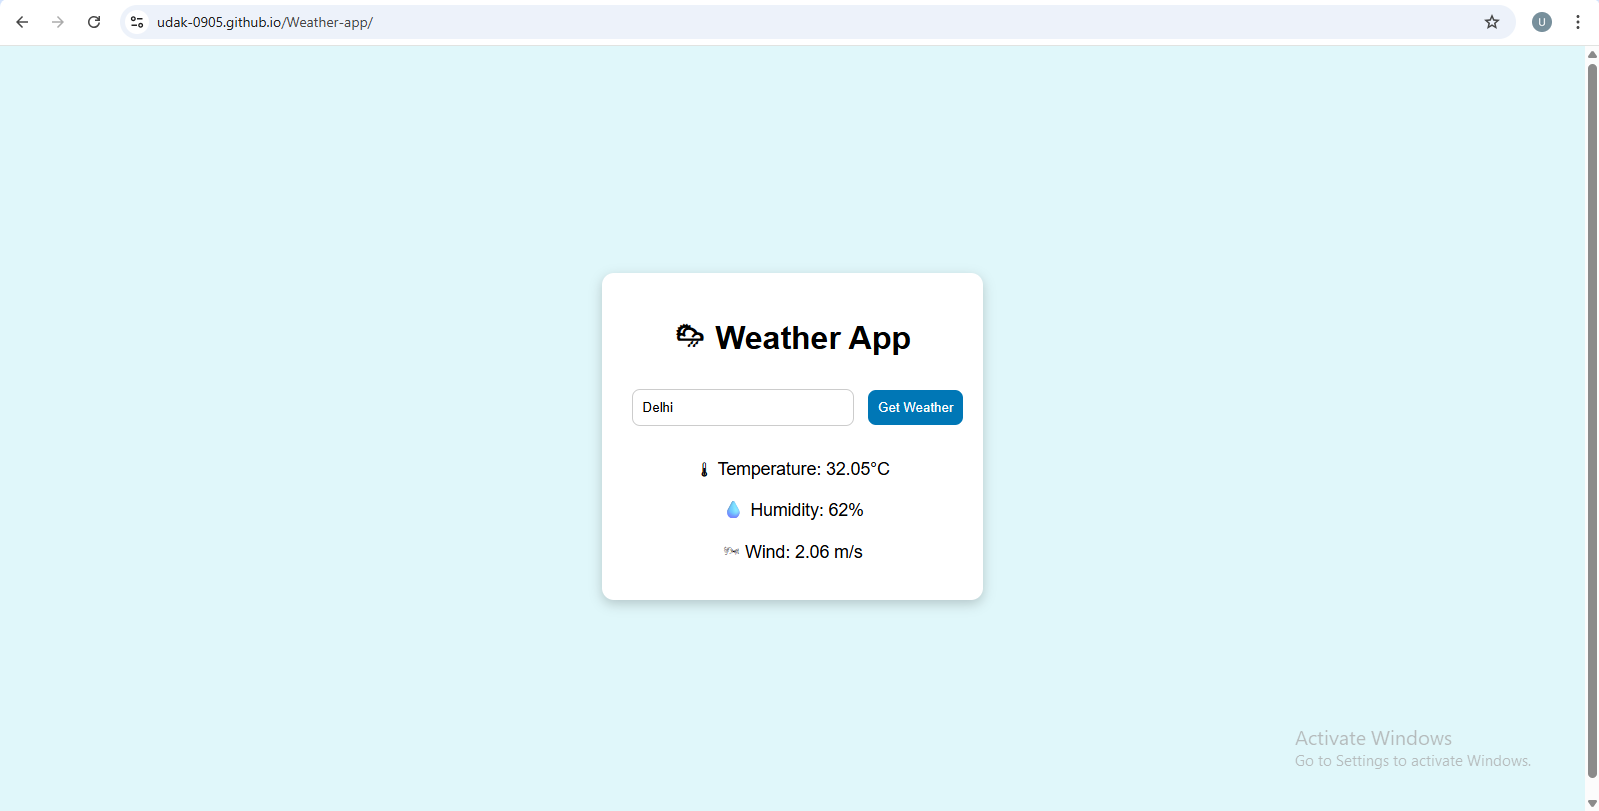 udak-0905.github.io/Weather-app/
U
Weather App
Delhi
Get Weather
Temperature: 32.05°C
Humidity: 62%
Wind: 2.06 m/s
Activate Windows
Go to Settings to activate Windows.